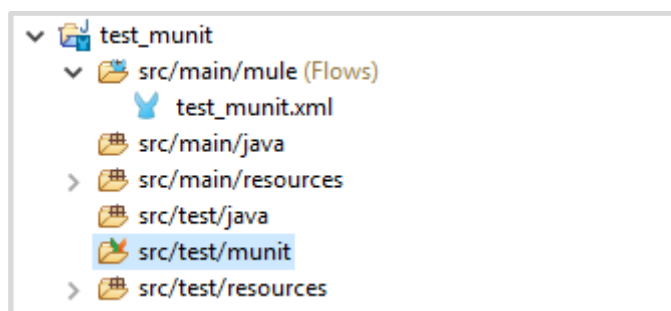 test_munit
src/main/mule (Flows)
test_munit.xml
src/main/java
src/main/resources
src/test/java
src/test/munit
src/test/resources